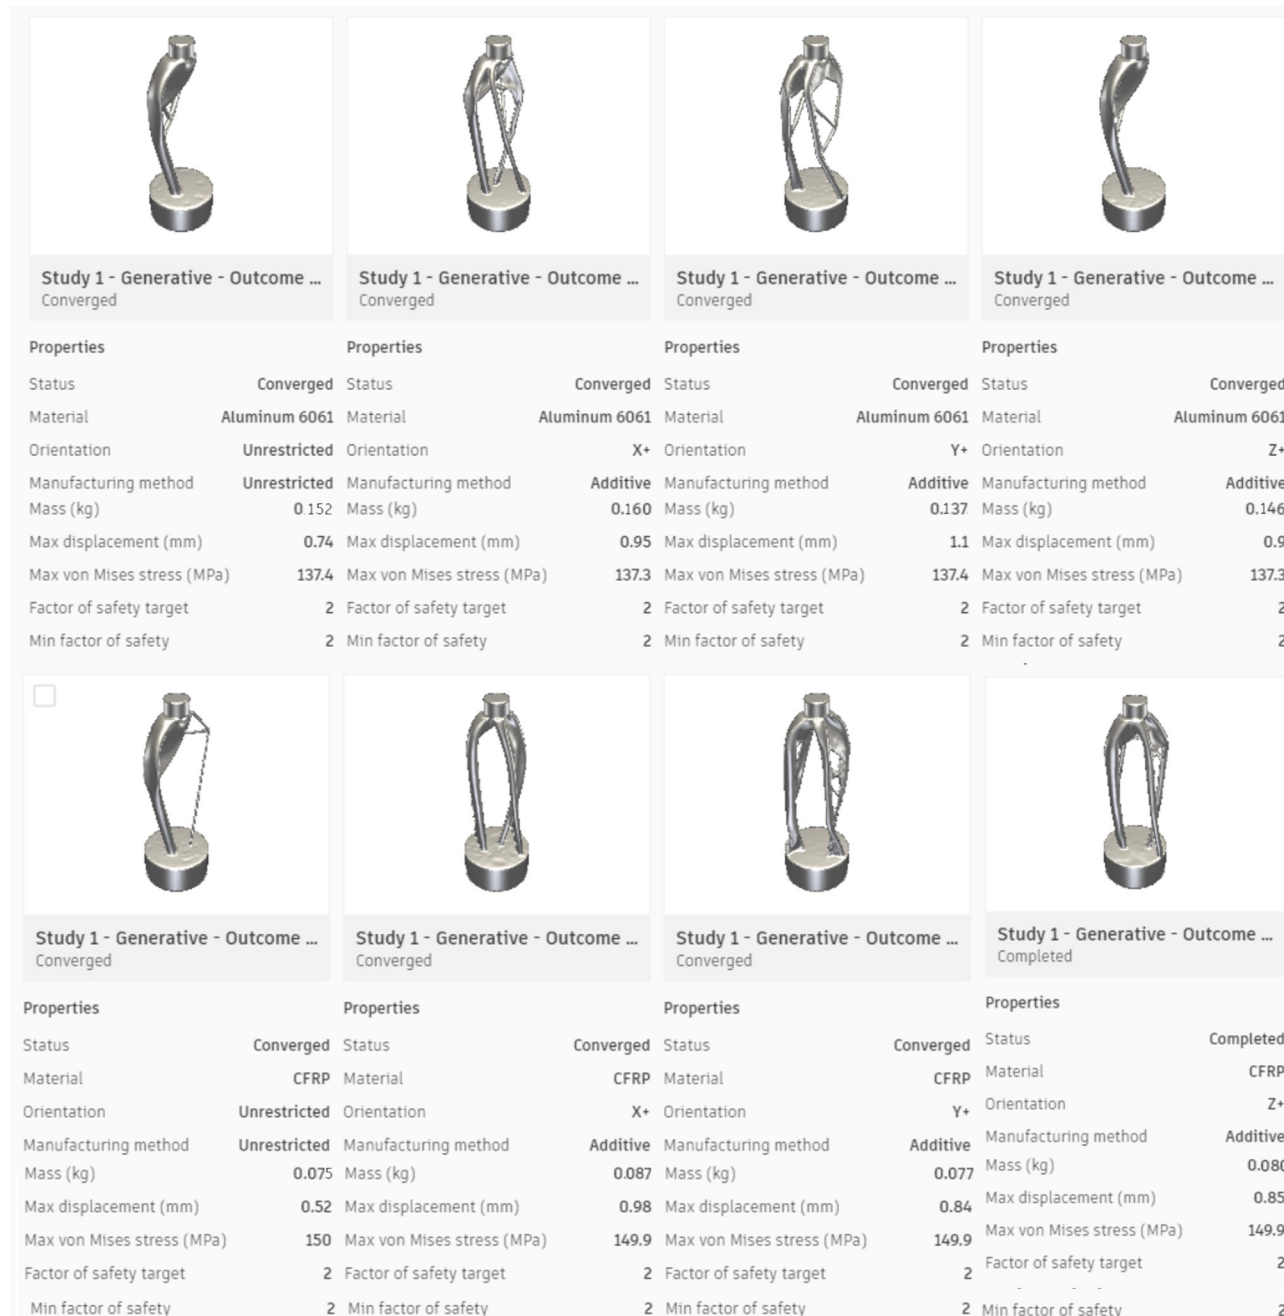 Study 1 - Generative - Outcome ... Study 1 - Generative - Outcome ... Study 1 - Generative - Outcome ... Study 1 - Generative - Outcome ...
Converged Converged Converged Converged
Properties Properties Properties Properties
Status Converged Status Converged Status Converged Status Converged
Material Aluminum 6061 Material Aluminum 6061 Material Aluminum 6061 Material Aluminum 6061
Orientation Unrestricted Orientation X+ Orientation Y+ Orientation Z+
Manufacturing method Unrestricted Manufacturing method Additive Manufacturing method Additive Manufacturing method Additive
Mass (kg) 0.152 Mass (kg) 0.160 Mass (kg) 0.137 Mass (kg) 0.146
Max displacement (mm) 0.74 Max displacement (mm) 0.95 Max displacement (mm) 1.1 Max displacement (mm) 0.9
Max von Mises stress (MPa) 137.4 Max von Mises stress (MPa) 137.3 Max von Mises stress (MPa) 137.4 Max von Mises stress (MPa) 137.3
Factor of safety target 2 Factor of safety target 2 Factor of safety target 2 Factor of safety target 2
Min factor of safety 2 Min factor of safety 2 Min factor of safety 2 Min factor of safety 2
Study 1 - Generative - Outcome ... Study 1 - Generative - Outcome ... Study 1 - Generative - Outcome ... Study 1 - Generative - Outcome ...
Converged Converged Converged Completed
Properties Properties Properties Properties
Status Converged Status Converged Status Converged Status Completed
Material CFRP Material CFRP Material CFRP Material CFRP
Orientation Unrestricted Orientation X+ Orientation Y+ Orientation Z+
Manufacturing method Unrestricted Manufacturing method Additive Manufacturing method Additive Manufacturing method Additive
Mass (kg) 0.075 Mass (kg) 0.087 Mass (kg) 0.077 Mass (kg) 0.080
Max displacement (mm) 0.52 Max displacement (mm) 0.98 Max displacement (mm) 0.84 Max displacement (mm) 0.85
Max von Mises stress (MPa) 150 Max von Mises stress (MPa) 149.9 Max von Mises stress (MPa) 149.9 Max von Mises stress (MPa) 149.9
Factor of safety target 2 Factor of safety target 2 Factor of safety target 2 Factor of safety target 2
Min factor of safety 2 Min factor of safety 2 Min factor of safety 2 Min factor of safety 2